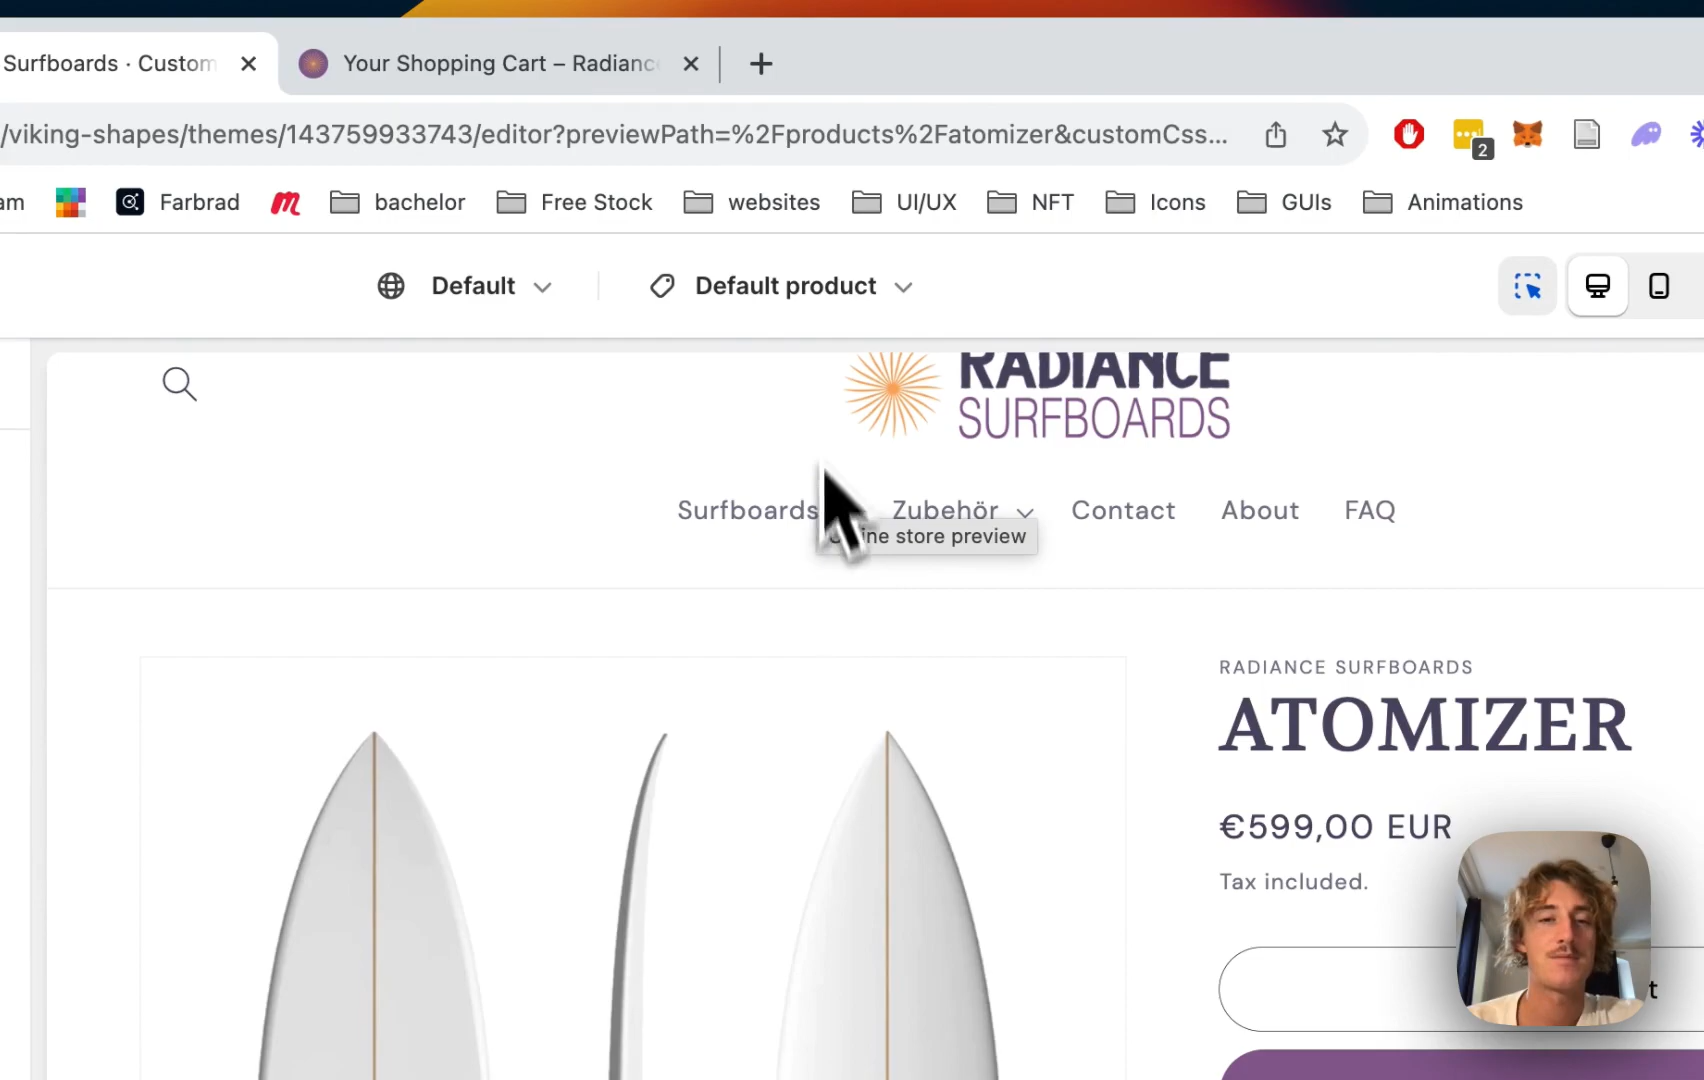 Surfboards · Custom
Your Shopping Cart – Radianc
/viking-shapes/themes/143759933743/editor?previewPath=%2Fproducts%2Fatomizer&customCss...
2
am
Farbrad
bachelor
Free Stock
websites
UI/UX
NFT
Icons
GUIs
Animations
Default
Default product
RADIANCE
SURFBOARDS
Surfboards
Zubehör
Contact
About
FAQ
store preview
RADIANCE SURFBOARDS
ATOMIZER
€599,00 EUR
Tax included.